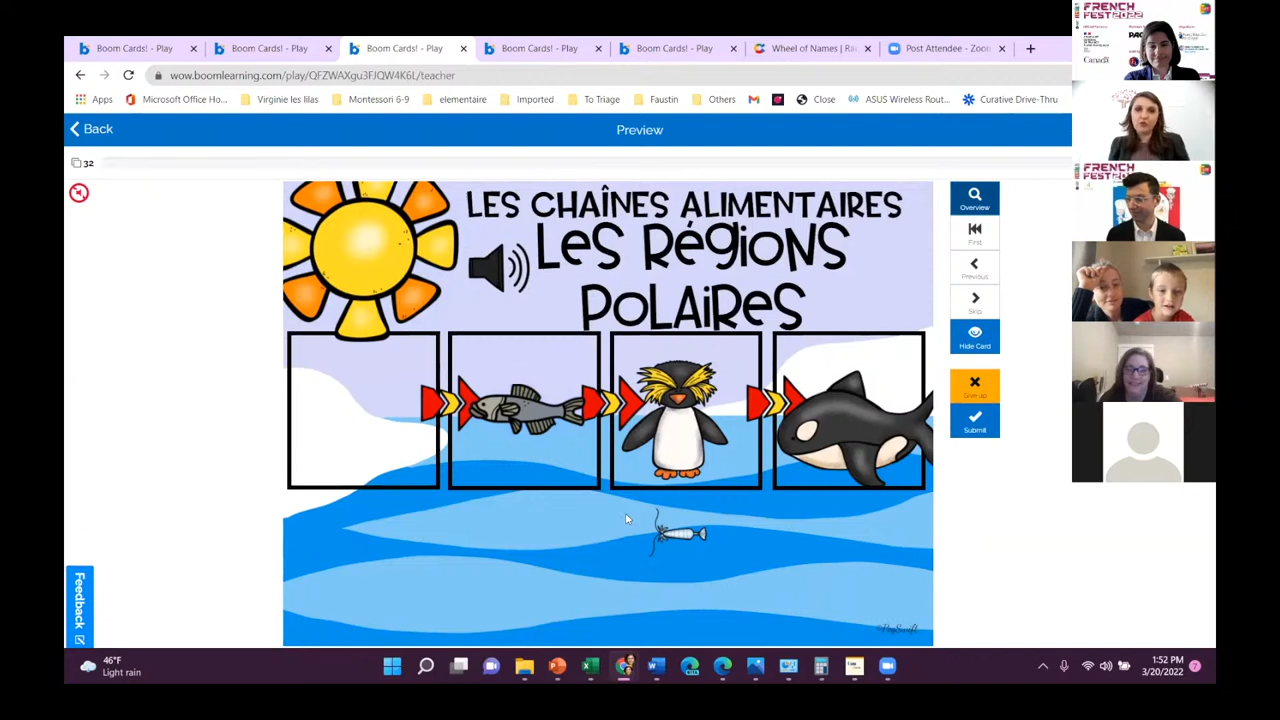 Boom Cards! - Play
Boom Cards! - Play
Boom Cards! - Play
Boom Cards! - Play
Boom Cards! - Play
Wheel of Names | Ra
Post Attendee - Zoom
www.boomlearning.com/play/QFZWAXgu3FJQW4K6L/teacher
Apps
Microsoft Office Ho...
Virginie les lilas
Montessori 6-9
elementaire
Imported
To Triage
Faustin
Others
Close
ASUS Wireless Rout...
Curative Drive-Thru
Back
Preview
32
LES CHAÎNES ALIMENTAIRES
LES RÉGIONS
POLAIRES
Overview
First
Previous
Skip
Hide Card
Give up
Submit
Feedback
46°F
Light rain
1:52 PM
3/20/2022
7
FRENCH
FEST2022
Canada
FRENCH
FEST2022